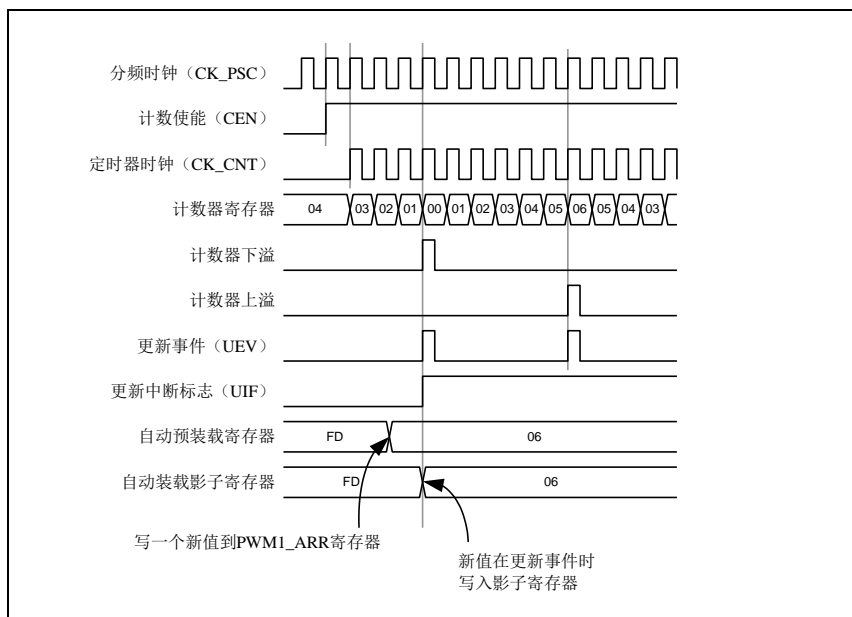 分频时钟（CK_PSC）
计数使能（CEN）
定时器时钟（CK_CNT）
计数器寄存器 04 03 02 01 00 01 02 03 04 05 06 05 04 03
计数器下溢
计数器上溢
更新事件（UEV）
更新中断标志（UIF）
自动预装载寄存器 FD 06
自动装载影子寄存器 FD 06
写一个新值到PWM1_ARR寄存器
新值在更新事件时
写入影子寄存器